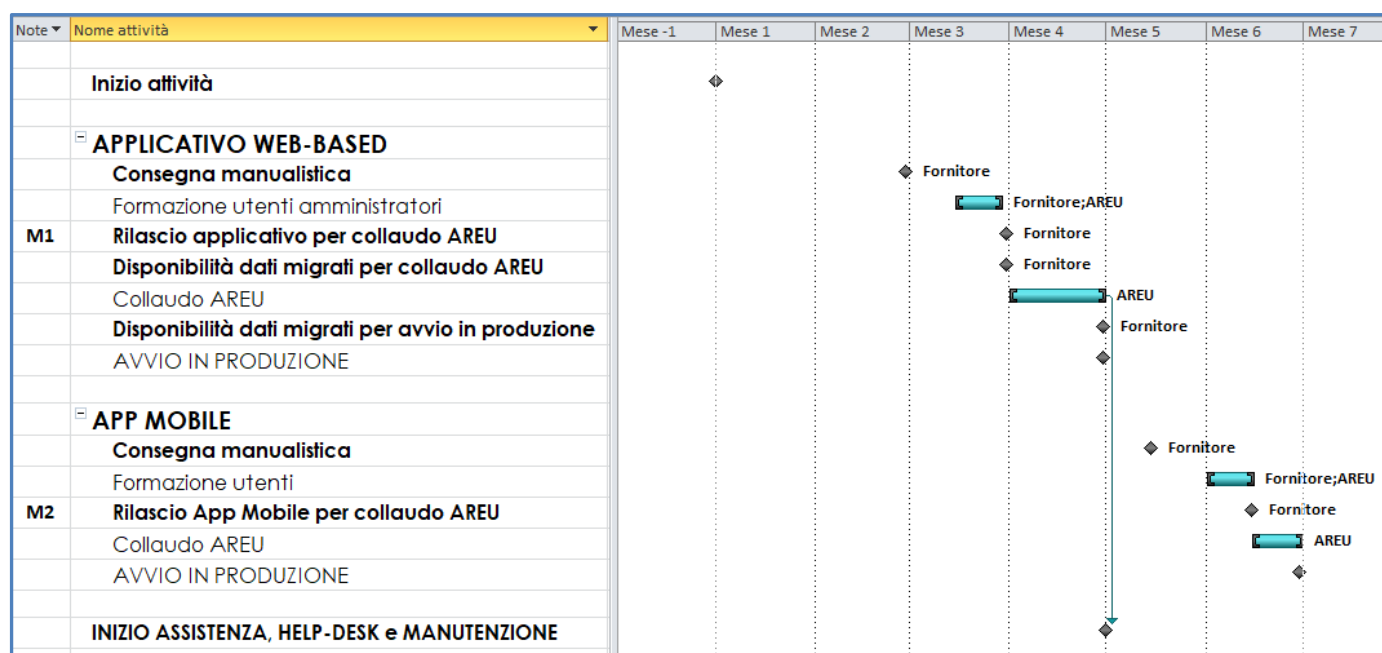 Note Nome attività Mese -1 Mese 1 Mese 2 Mese 3 Mese 4 Mese 5 Mese 6 Mese 7
Inizio attività
APPLICATIVO WEB-BASED
Consegna manualistica Fornitore
Formazione utenti amministratori Fornitore;AREU
M1 Rilascio applicativo per collaudo AREU Fornitore
Disponibilità dati migrati per collaudo AREU Fornitore
Collaudo AREU AREU
Disponibilità dati migrati per avvio in produzione Fornitore
AVVIO IN PRODUZIONE
APP MOBILE
Consegna manualistica Fornitore
Formazione utenti Fornitore;AREU
M2 Rilascio App Mobile per collaudo AREU Fornitore
Collaudo AREU AREU
AVVIO IN PRODUZIONE
INIZIO ASSISTENZA, HELP-DESK e MANUTENZIONE